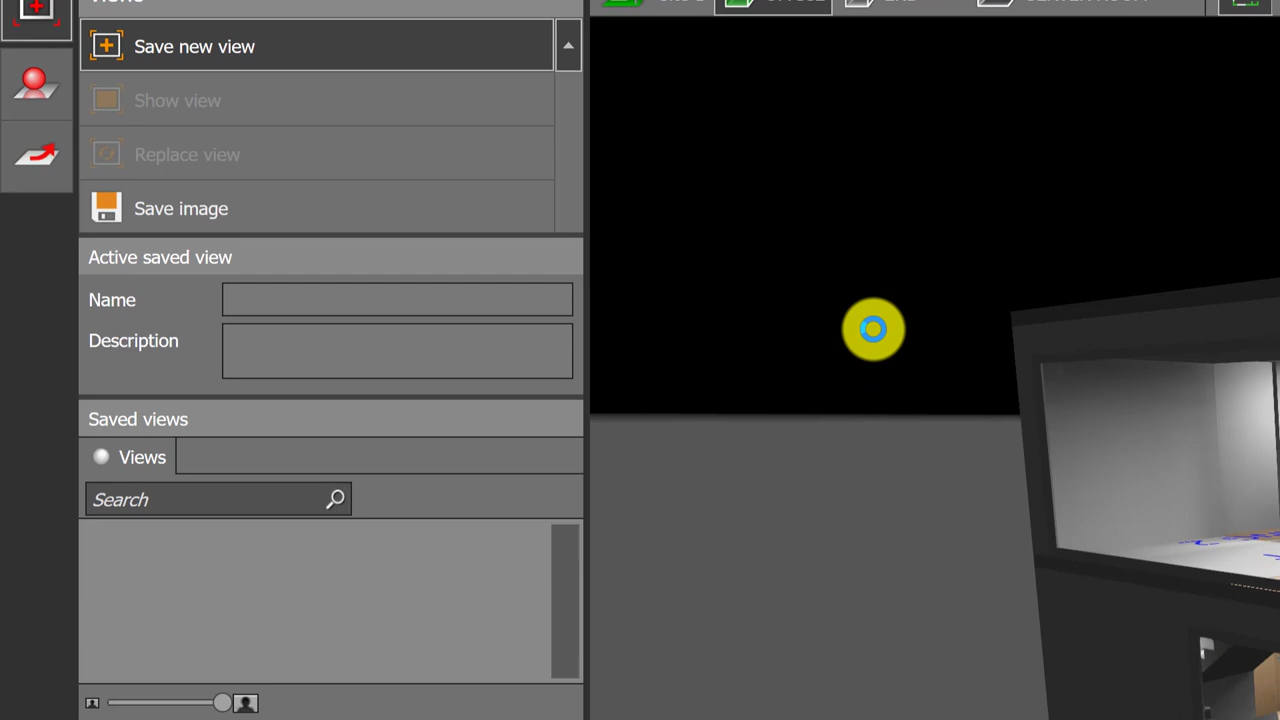 Save new view
Show view
Replace view
Save image
Active saved view
Name
Description
Saved views
Views
Search